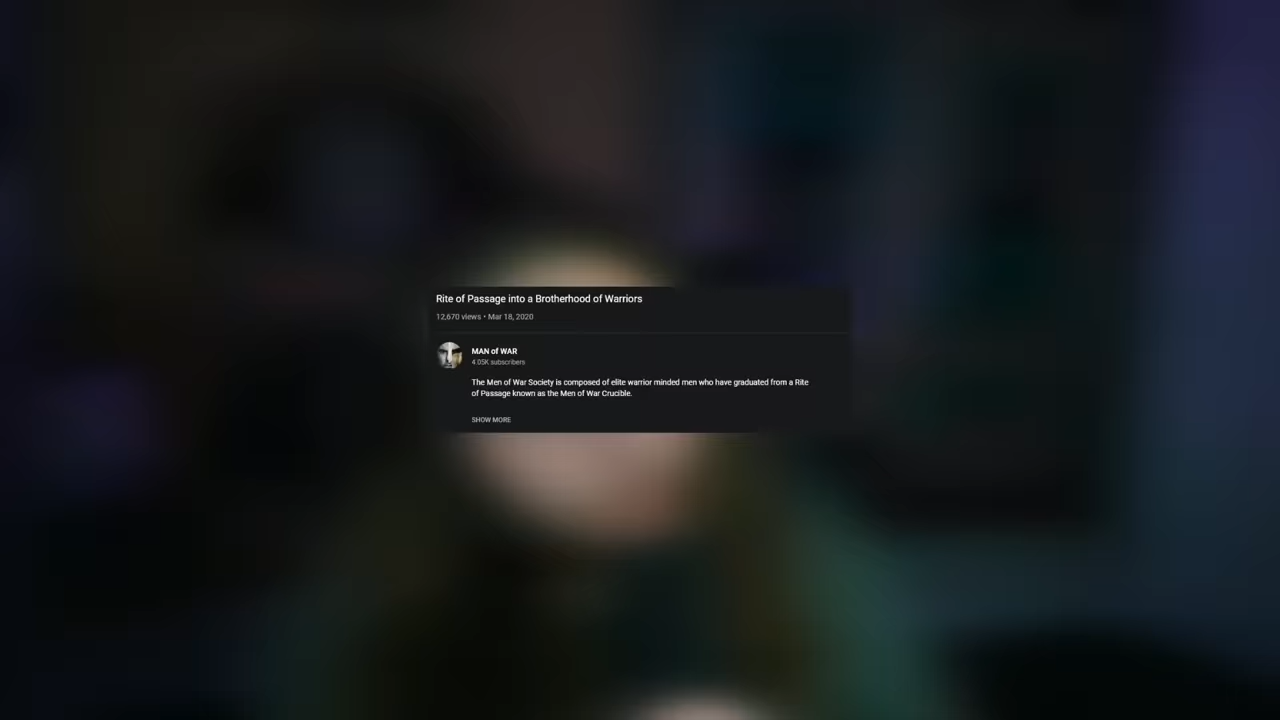 Rite of Passage into a Brotherhood of Warriors
12,670 views • Mar 18, 2020
MAN of WAR
4.05K subscribers
The Men of War Society is composed of elite warrior minded men who have graduated from a Rite
of Passage known as the Men of War Crucible.
SHOW MORE